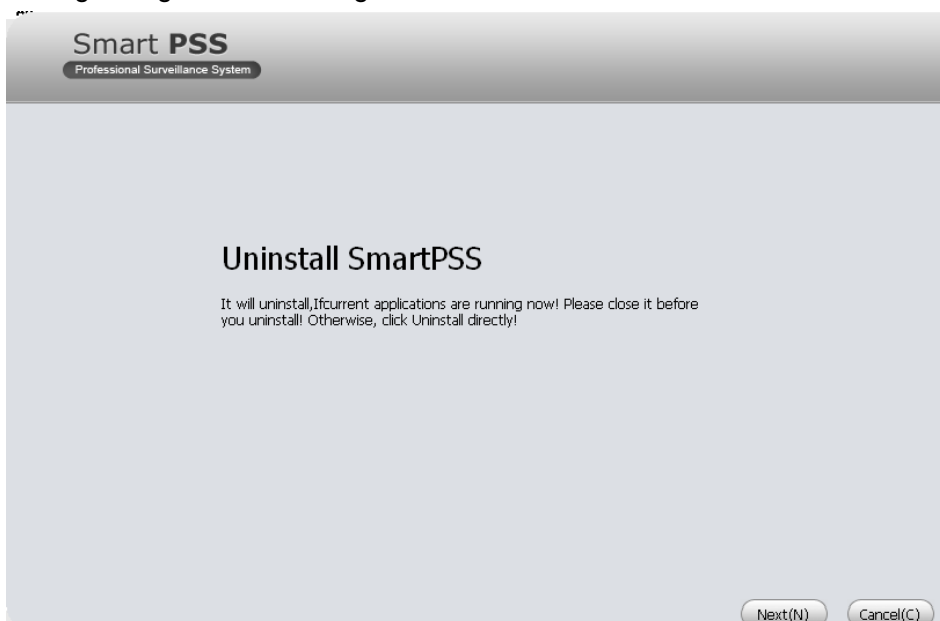 Smart PSS
Professional Surveillance System
Uninstall SmartPSS
It will uninstall,Ifcurrent applications are running now! Please close it before
you uninstall! Otherwise, click Uninstall directly!
Next(N) Cancel(C)